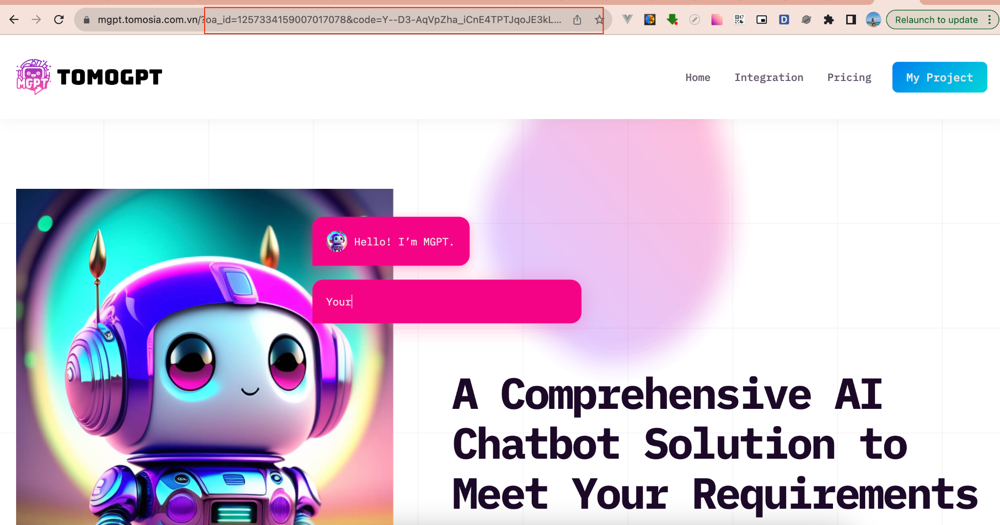 mgpt.tomosia.com.vn/?oa_id=1257334159007017078&code=Y--D3-AqVpZha_iCnE4TPTJqoJE3kL...
D
Relaunch to update
MGPT
TOMOGPT
Home
Integration
Pricing
My Project
Hello! I’m MGPT.
Your
A Comprehensive AI
Chatbot Solution to
Meet Your Requirements